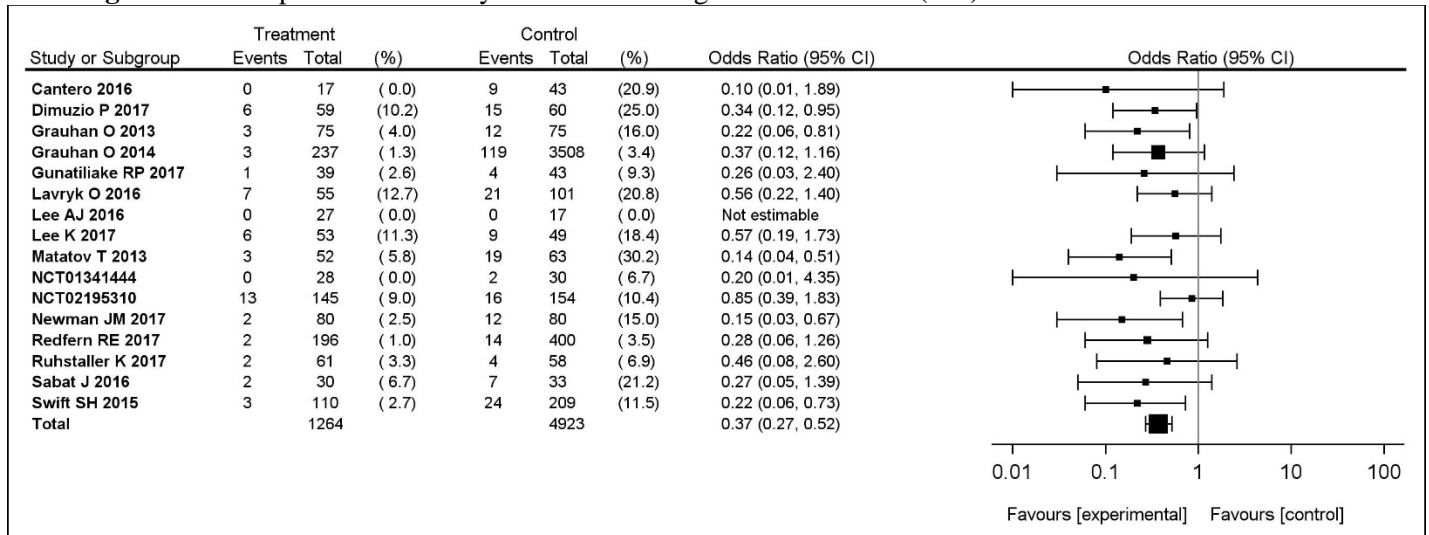 Treatment Control
Study or Subgroup Events Total (%) Events Total (%) Odds Ratio (95% CI) Odds Ratio (95% CI)
Cantero 2016 0 17 ( 0.0) 9 43 (20.9) 0.10 (0.01, 1.89)
Dimuzio P 2017 6 59 (10.2) 15 60 (25.0) 0.34 (0.12, 0.95)
Grauhan O 2013 3 75 ( 4.0) 12 75 (16.0) 0.22 (0.06, 0.81)
Grauhan O 2014 3 237 ( 1.3) 119 3508 ( 3.4) 0.37 (0.12, 1.16)
Gunatiliake RP 2017 1 39 ( 2.6) 4 43 ( 9.3) 0.26 (0.03, 2.40)
Lavryk O 2016 7 55 (12.7) 21 101 (20.8) 0.56 (0.22, 1.40)
Lee AJ 2016 0 27 ( 0.0) 0 17 ( 0.0) Not estimable
Lee K 2017 6 53 (11.3) 9 49 (18.4) 0.57 (0.19, 1.73)
Matatov T 2013 3 52 ( 5.8) 19 63 (30.2) 0.14 (0.04, 0.51)
NCT01341444 0 28 ( 0.0) 2 30 ( 6.7) 0.20 (0.01, 4.35)
NCT02195310 13 145 ( 9.0) 16 154 (10.4) 0.85 (0.39, 1.83)
Newman JM 2017 2 80 ( 2.5) 12 80 (15.0) 0.15 (0.03, 0.67)
Redfern RE 2017 2 196 ( 1.0) 14 400 ( 3.5) 0.28 (0.06, 1.26)
Ruhstaller K 2017 2 61 ( 3.3) 4 58 ( 6.9) 0.46 (0.08, 2.60)
Sabat J 2016 2 30 ( 6.7) 7 33 (21.2) 0.27 (0.05, 1.39)
Swift SH 2015 3 110 ( 2.7) 24 209 (11.5) 0.22 (0.06, 0.73)
Total 1264 4923 0.37 (0.27, 0.52)
0.01 0.1 1 10 100
Favours [experimental] Favours [control]